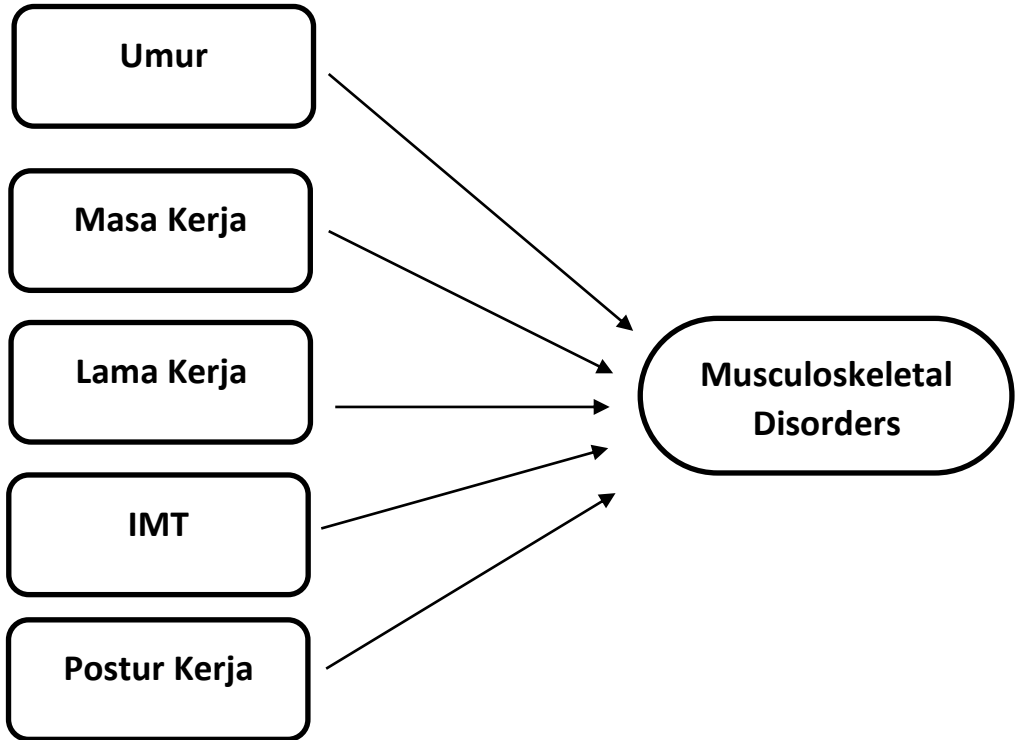 Umur
Masa Kerja
Lama Kerja
IMT
Postur Kerja
Musculoskeletal
Disorders